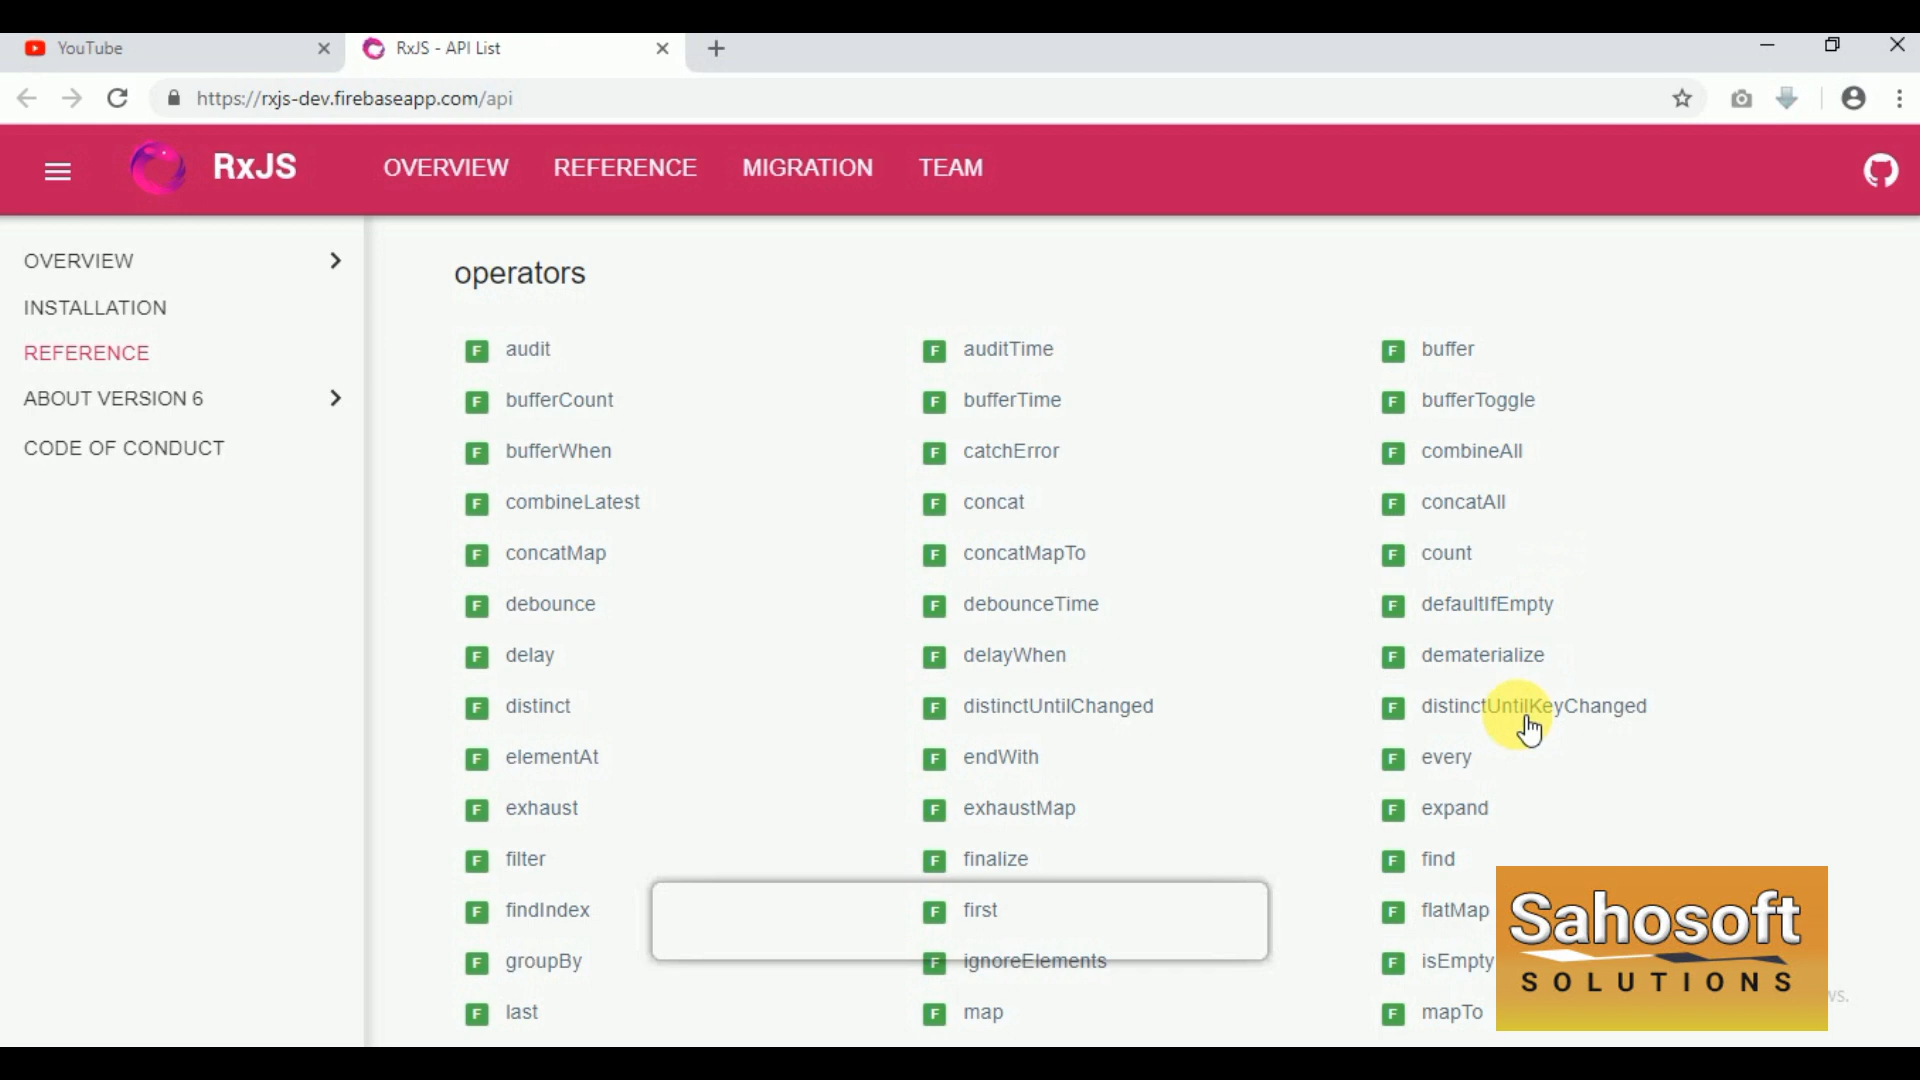 YouTube
RxJS - API List
https://rxjs-dev.firebaseapp.com/api
RxJS
OVERVIEW REFERENCE MIGRATION TEAM
OVERVIEW
INSTALLATION
REFERENCE
ABOUT VERSION 6
CODE OF CONDUCT
operators
F audit F auditTime F buffer
F bufferCount F bufferTime F bufferToggle
F bufferWhen F catchError F combineAll
F combineLatest F concat F concatAll
F concatMap F concatMapTo F count
F debounce F debounceTime F defaultIfEmpty
F delay F delayWhen F dematerialize
F distinct F distinctUntilChanged F distinctUntilKeyChanged
F elementAt F endWith F every
F exhaust F exhaustMap F expand
F filter F finalize F find
F findIndex F first F flatMap
F groupBy F ignoreElements F isEmpty
F last F map F mapTo
Sahosoft
SOLUTIONS